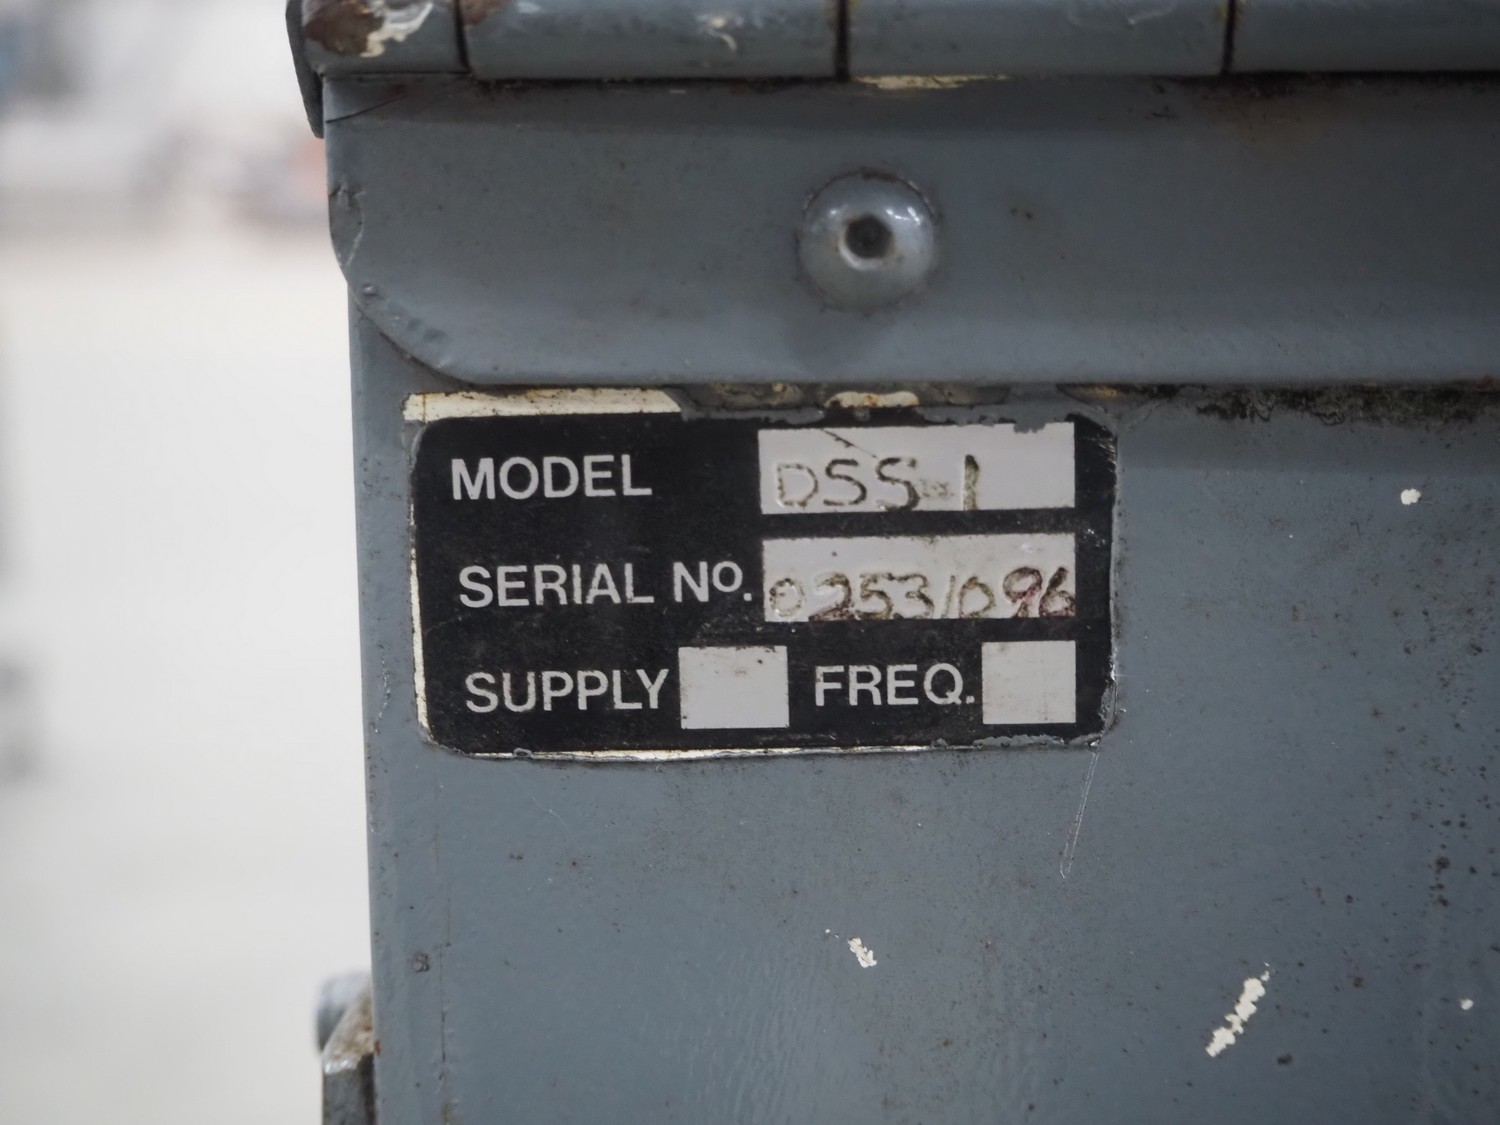 MODEL DSS-1
SERIAL No. 0253/096
SUPPLY FREQ.